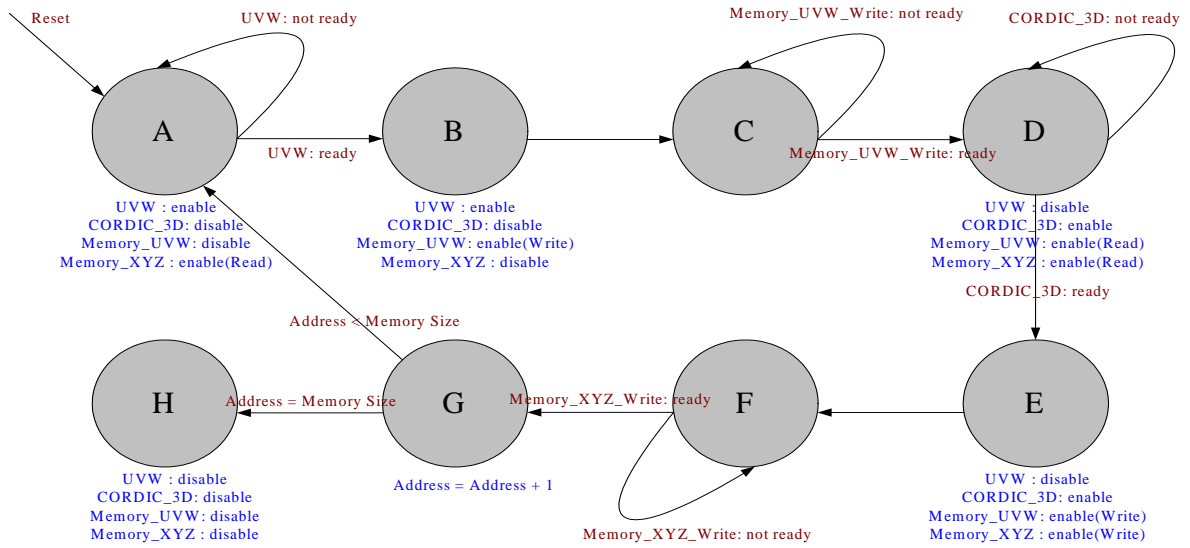 Reset
UVW: not ready
Memory_UVW_Write: not ready
CORDIC_3D: not ready
A
B
C
D
UVW: ready
Memory_UVW_Write: ready
UVW : enable
CORDIC_3D: disable
Memory_UVW: disable
Memory_XYZ : enable(Read)
UVW : enable
CORDIC_3D: disable
Memory_UVW: enable(Write)
Memory_XYZ : disable
UVW : disable
CORDIC_3D: enable
Memory_UVW: enable(Read)
Memory_XYZ : enable(Read)
CORDIC_3D: ready
Address < Memory Size
H
Address = Memory Size
G
Memory_XYZ_Write: ready
F
E
UVW : disable
CORDIC_3D: disable
Memory_UVW: disable
Memory_XYZ : disable
Address = Address + 1
Memory_XYZ_Write: not ready
UVW : disable
CORDIC_3D: enable
Memory_UVW: enable(Write)
Memory_XYZ : enable(Write)